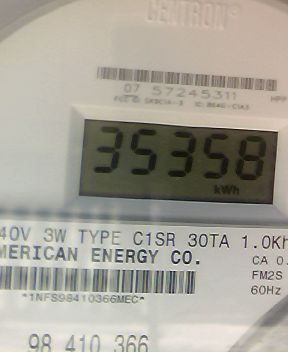 CENTRON®
07 57245311
35358
kWh
40V 3W TYPE C1SR 30TA 1.0Kh
MERICAN ENERGY CO.
CA 0.
FM2S
60Hz
*1NFS98410366MEC*
98 410 366